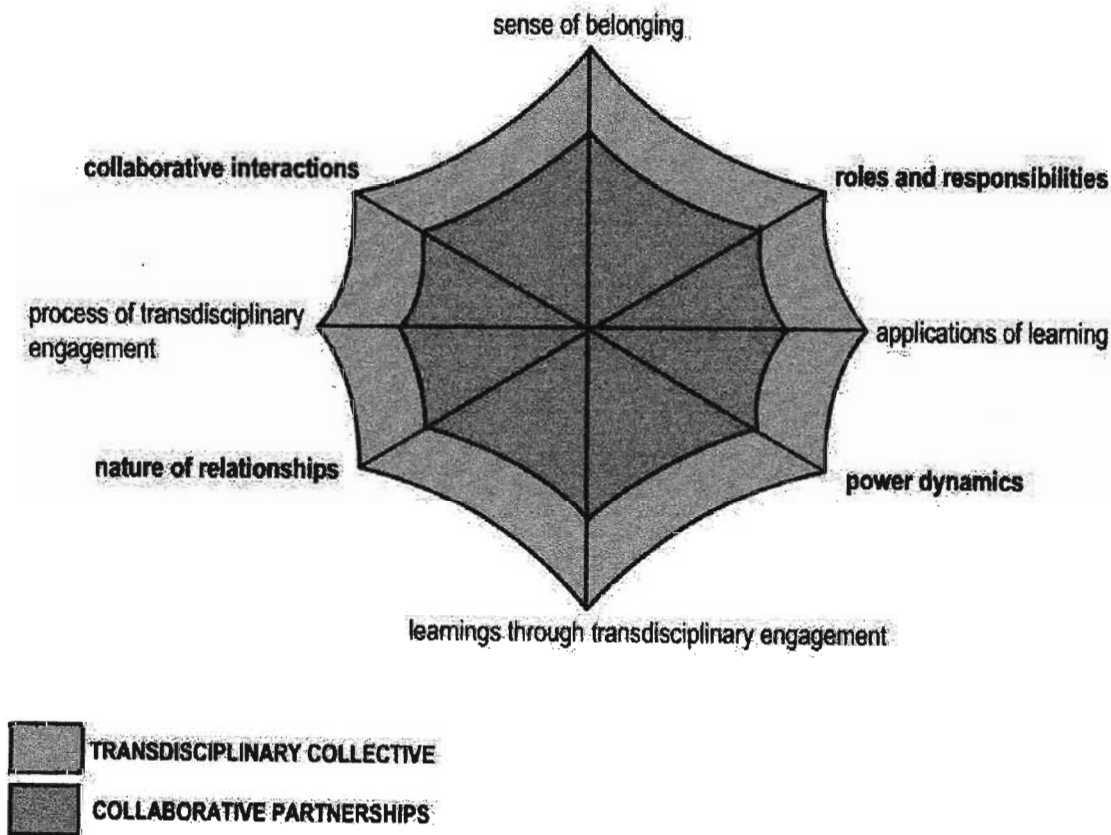 sense of belonging
collaborative interactions
roles and responsibilities
process of transdisciplinary
engagement
applications of learning
nature of relationships
power dynamics
learnings through transdisciplinary engagement
TRANSDISCIPLINARY COLLECTIVE
COLLABORATIVE PARTNERSHIPS